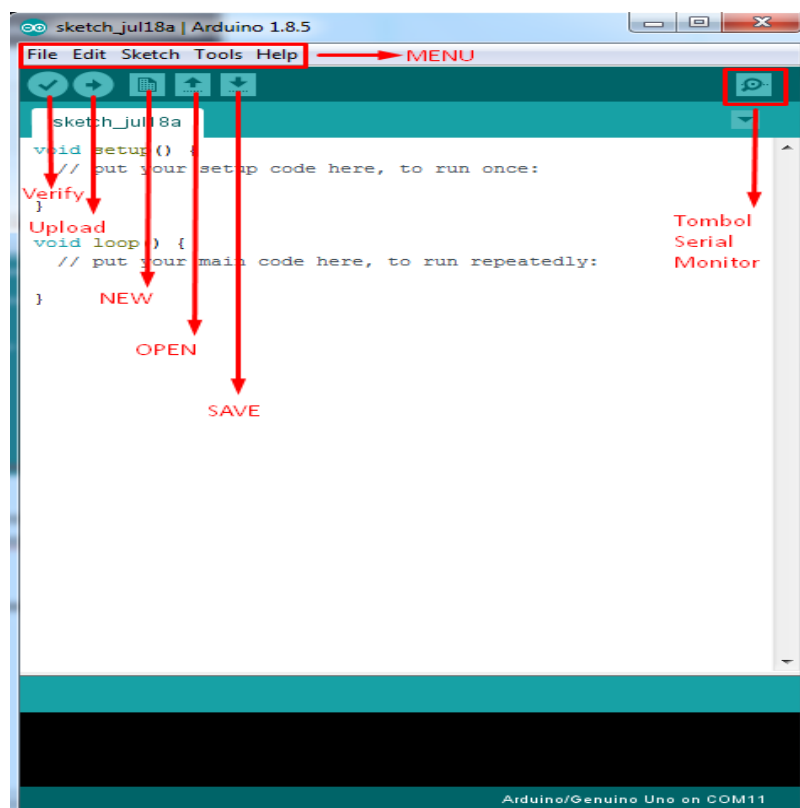 sketch_jul18a | Arduino 1.8.5
File Edit Sketch Tools Help
MENU
sketch_jul18a
void setup() {
// put your setup code here, to run once:
Verify
}
Upload
void loop() {
// put your main code here, to run repeatedly:
}
NEW
OPEN
SAVE
Tombol
Serial
Monitor
Arduino/Genuino Uno on COM11